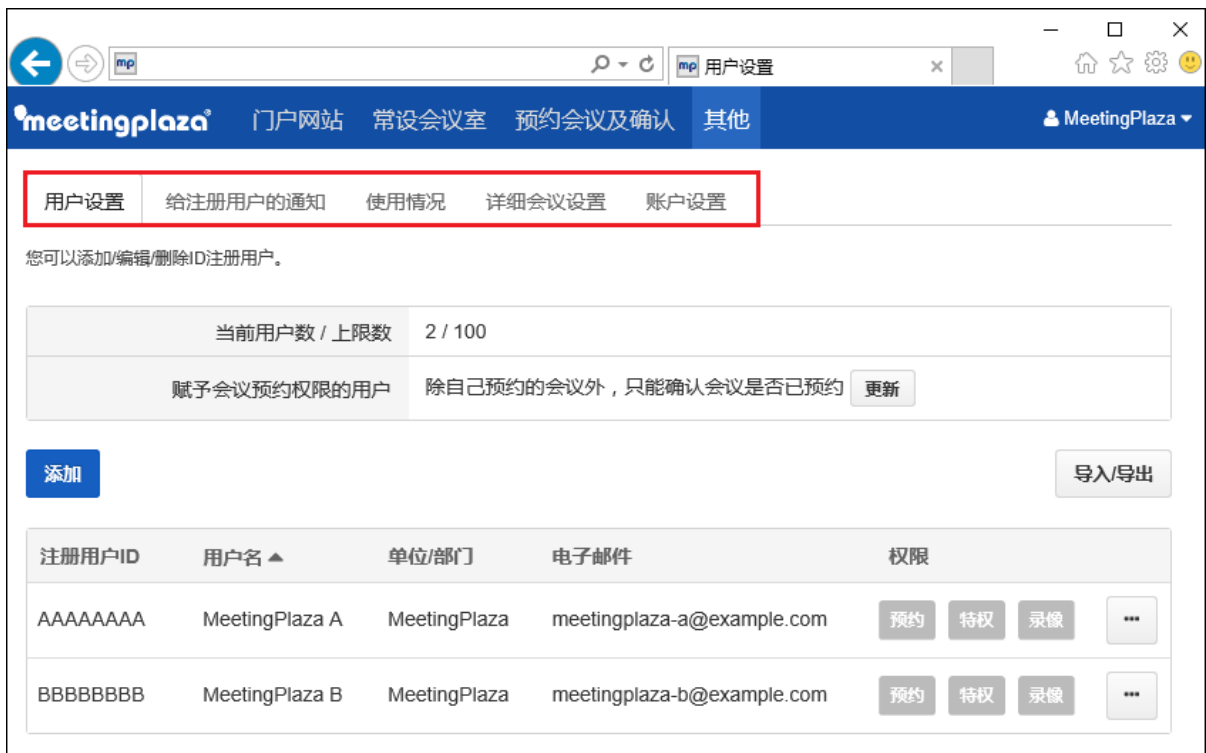 mp mp 用户设置
meetingplaza 门户网站 常设会议室 预约会议及确认 其他 MeetingPlaza
用户设置 给注册用户的通知 使用情况 详细会议设置 账户设置
您可以添加/编辑/删除ID注册用户。
当前用户数 / 上限数 2 / 100
赋予会议预约权限的用户 除自己预约的会议外，只能确认会议是否已预约 更新
添加 导入/导出
注册用户ID 用户名 单位/部门 电子邮件 权限
AAAAAAAA MeetingPlaza A MeetingPlaza meetingplaza-a@example.com 预约 特权 录像 ...
BBBBBBBB MeetingPlaza B MeetingPlaza meetingplaza-b@example.com 预约 特权 录像 ...